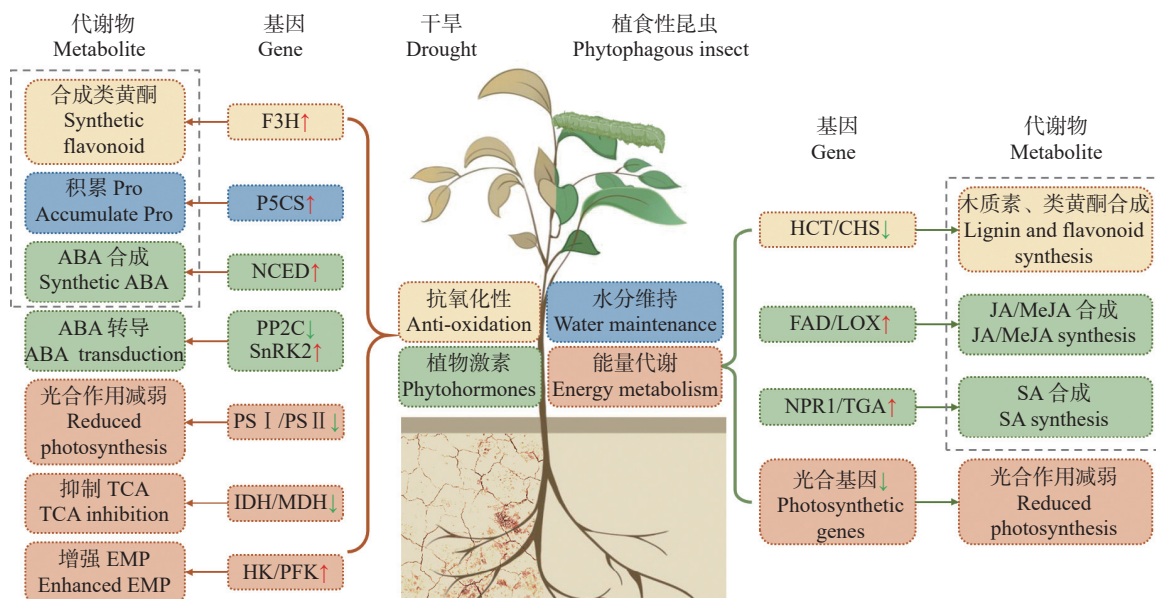 代谢物
Metabolite
基因
Gene
干旱
Drought
植食性昆虫
Phytophagous insect
合成类黄酮
Synthetic
flavonoid
F3H↑
积累 Pro
Accumulate Pro
P5CS↑
ABA 合成
Synthetic ABA
NCED↑
ABA 转导
ABA transduction
PP2C↓
SnRK2↑
光合作用减弱
Reduced
photosynthesis
PSⅠ/PSⅡ↓
抑制 TCA
TCA inhibition
IDH/MDH↓
增强 EMP
Enhanced EMP
HK/PFK↑
抗氧化性
Anti-oxidation
水分维持
Water maintenance
植物激素
Phytohormones
能量代谢
Energy metabolism
基因
Gene
代谢物
Metabolite
HCT/CHS↓
木质素、类黄酮合成
Lignin and flavonoid
synthesis
FAD/LOX↑
JA/MeJA 合成
JA/MeJA synthesis
NPR1/TGA↑
SA 合成
SA synthesis
光合基因↓
Photosynthetic
genes
光合作用减弱
Reduced
photosynthesis